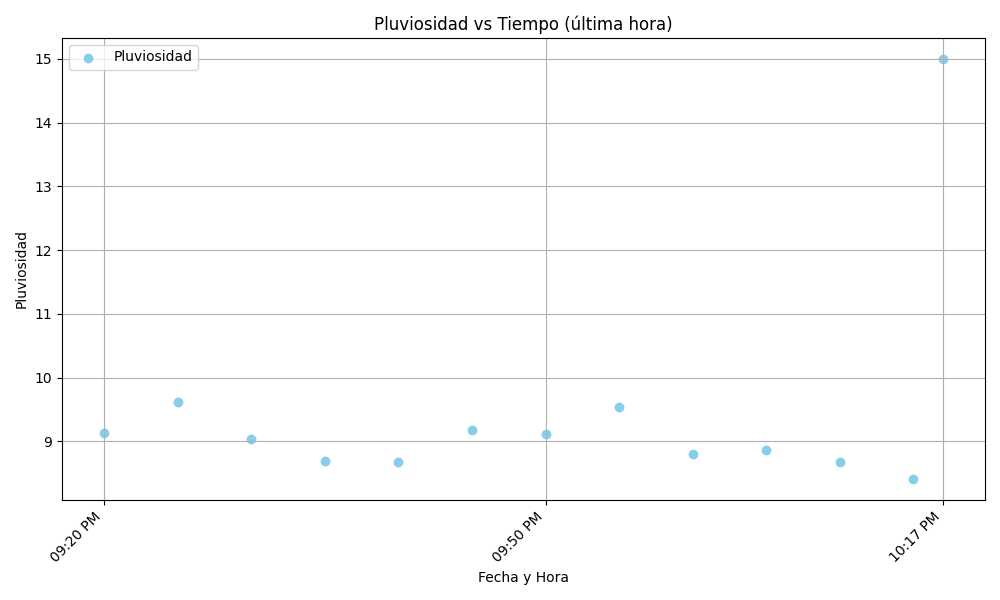 Pluviosidad vs Tiempo (última hora)
Pluviosidad
15
14
13
12
11
10
9
Pluviosidad
09:20 PM
09:50 PM
10:17 PM
Fecha y Hora